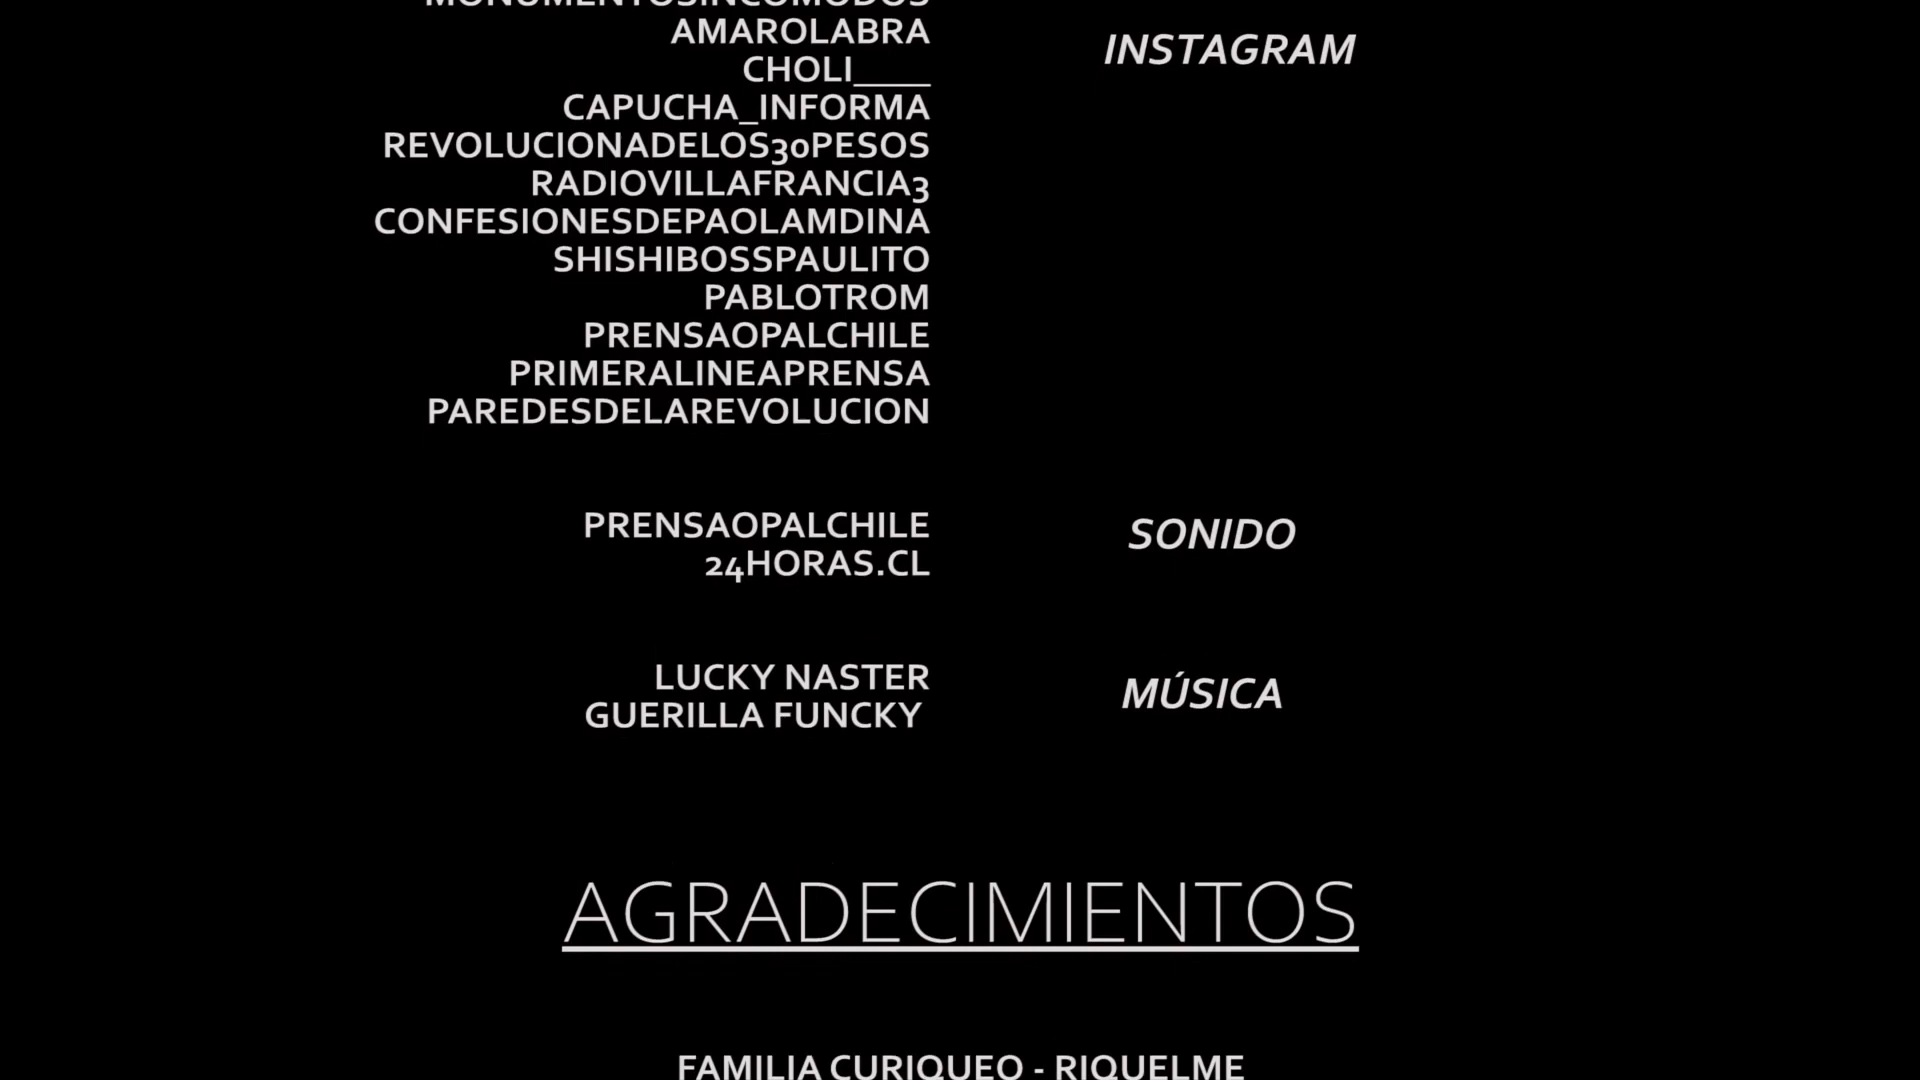 MONUMENTOSINCOMODOS
AMAROLABRA
INSTAGRAM
CHOLI____
CAPUCHA_INFORMA
REVOLUCIONADELOS30PESOS
RADIOVILLAFRANCIA3
CONFESIONESDEPAOLAMDINA
SHISHIBOSSPAULITO
PABLOTROM
PRENSAOPALCHILE
PRIMERALINEAPRENSA
PAREDESDELAREVOLUCION
PRENSAOPALCHILE
SONIDO
24HORAS.CL
LUCKY NASTER
MÚSICA
GUERILLA FUNCKY
AGRADECIMIENTOS
FAMILIA CURIQUEO - RIQUELME